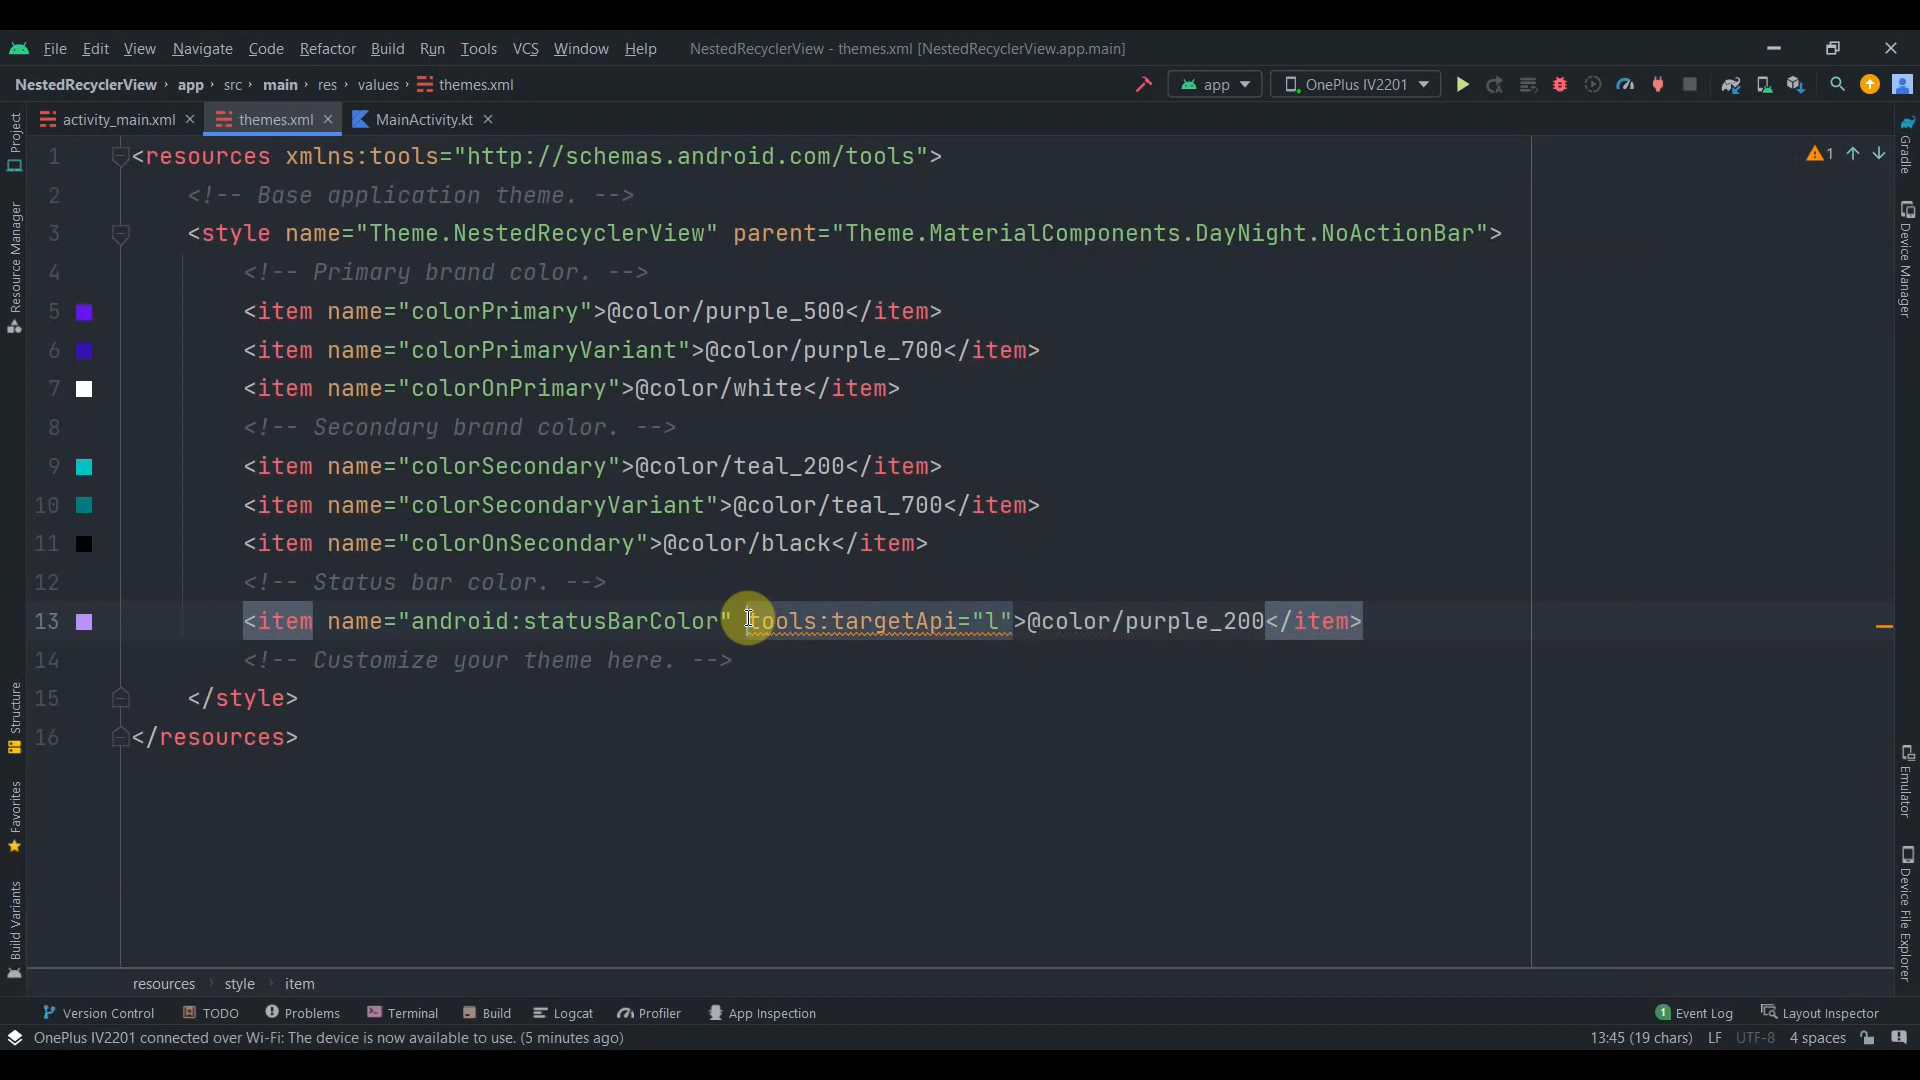 File Edit View Navigate Code Refactor Build Run Tools VCS Window Help NestedRecyclerView - themes.xml [NestedRecyclerView.app.main]
NestedRecyclerView app src main res values themes.xml app OnePlus IV2201
activity_main.xml themes.xml MainActivity.kt
1 <resources xmlns:tools="http://schemas.android.com/tools">
2 <!-- Base application theme. -->
3 <style name="Theme.NestedRecyclerView" parent="Theme.MaterialComponents.DayNight.NoActionBar">
4 <!-- Primary brand color. -->
5 <item name="colorPrimary">@color/purple_500</item>
6 <item name="colorPrimaryVariant">@color/purple_700</item>
7 <item name="colorOnPrimary">@color/white</item>
8 <!-- Secondary brand color. -->
9 <item name="colorSecondary">@color/teal_200</item>
10 <item name="colorSecondaryVariant">@color/teal_700</item>
11 <item name="colorOnSecondary">@color/black</item>
12 <!-- Status bar color. -->
13 <item name="android:statusBarColor" tools:targetApi="l">@color/purple_200</item>
14 <!-- Customize your theme here. -->
15 </style>
16 </resources>
1
Project
Resource Manager
Structure
Favorites
Build Variants
Gradle
Device Manager
Emulator
Device File Explorer
resources style item
Version Control TODO Problems Terminal Build Logcat Profiler App Inspection 1 Event Log Layout Inspector
OnePlus IV2201 connected over Wi-Fi: The device is now available to use. (5 minutes ago) 13:45 (19 chars) LF UTF-8 4 spaces